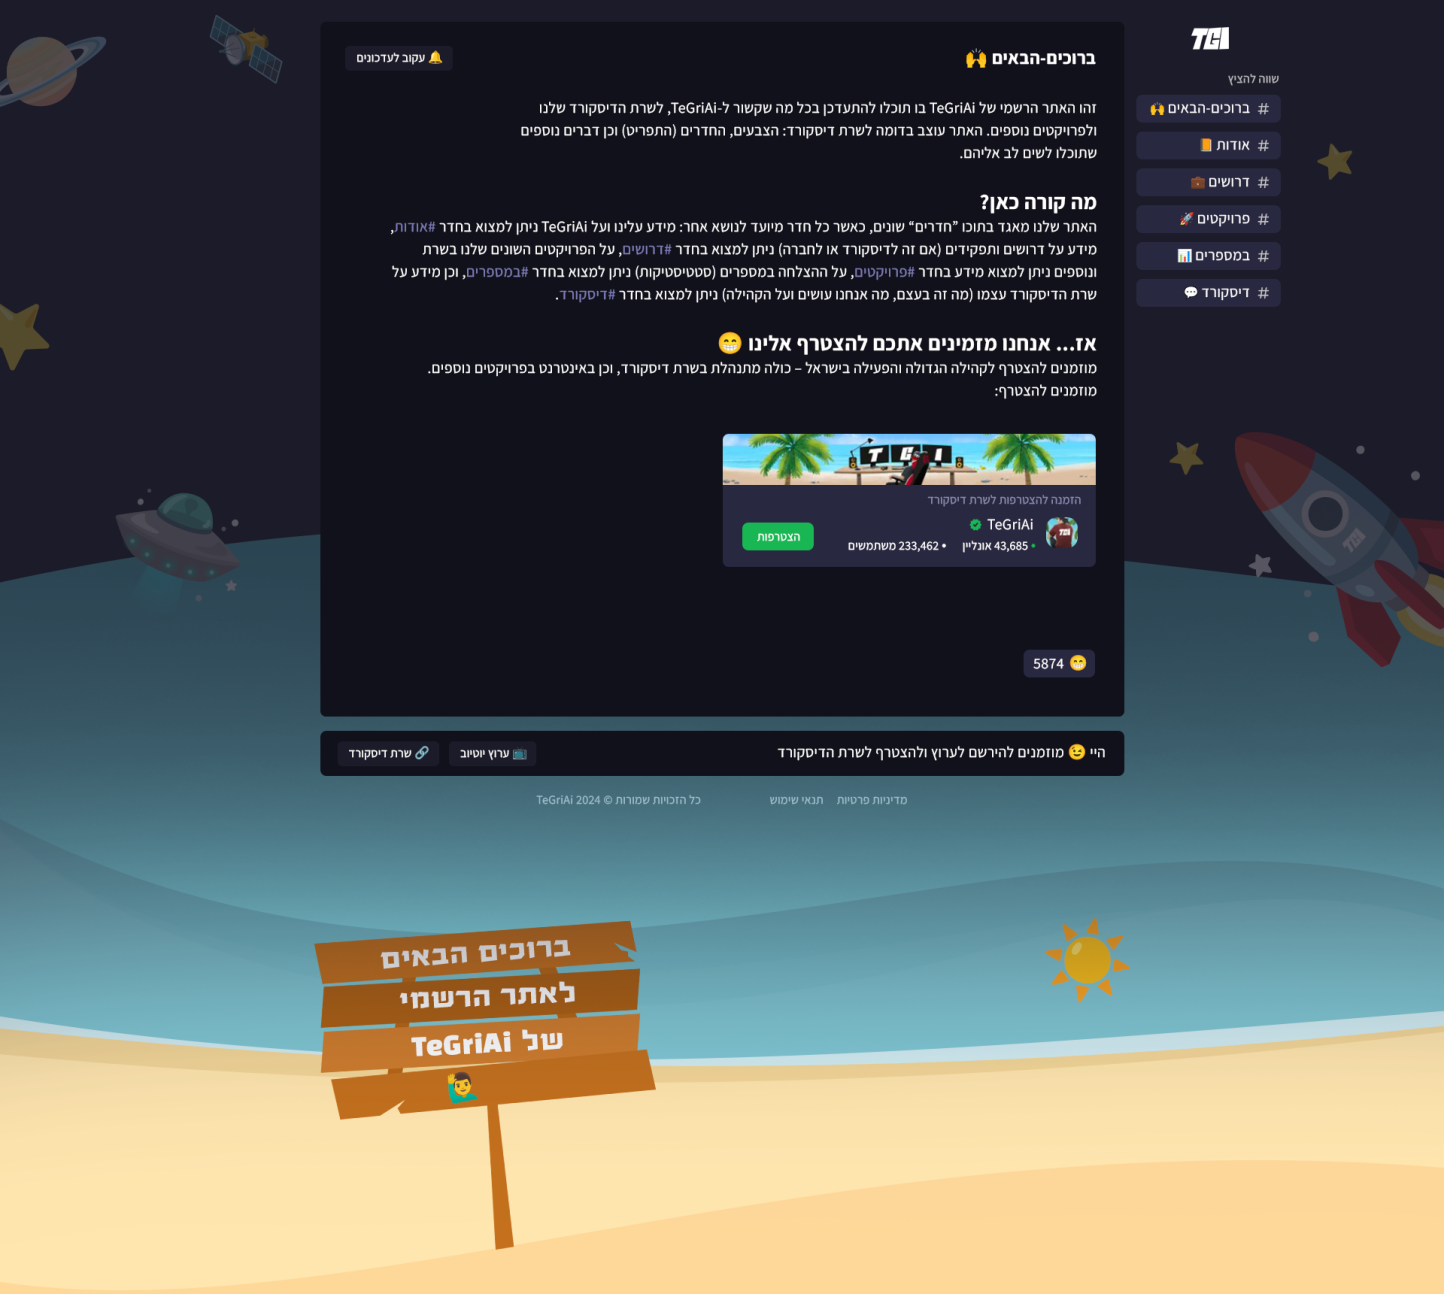 TGI
שווה להציץ
# ברוכים-הבאים 🙌
# אודות 📙
# דרושים 💼
# פרויקטים 🚀
# במספרים 📊
# דיסקורד 💬
ברוכים-הבאים 🙌
🔔 עקוב לעדכונים
זהו האתר הרשמי של TeGriAi בו תוכלו להתעדכן בכל מה שקשור ל-TeGriAi, לשרת הדיסקורד שלנו
ולפרויקטים נוספים. האתר עוצב בדומה לשרת דיסקורד: הצבעים, החדרים (התפריט) וכן דברים נוספים
שתוכלו לשים לב אליהם.
מה קורה כאן?
האתר שלנו מאגד בתוכו "חדרים" שונים, כאשר כל חדר מיועד לנושא אחר: מידע עלינו ועל TeGriAi ניתן למצוא בחדר #אודות,
מידע על דרושים ותפקידים (אם זה לדיסקורד או לחברה) ניתן למצוא בחדר #דרושים, על הפרויקטים השונים שלנו בשרת
ונוספים ניתן למצוא מידע בחדר #פרויקטים, על ההצלחה במספרים (סטטיסטיקות) ניתן למצוא בחדר #במספרים, וכן מידע על
שרת הדיסקורד עצמו (מה זה בעצם, מה אנחנו עושים ועל הקהילה) ניתן למצוא בחדר #דיסקורד.
אז... אנחנו מזמינים אתכם להצטרף אלינו 😁
מוזמנים להצטרף לקהילה הגדולה והפעילה בישראל – כולה מתנהלת בשרת דיסקורד, וכן באינטרנט בפרויקטים נוספים.
מוזמנים להצטרף:
TGI
הזמנה להצטרפות לשרת דיסקורד
TeGriAi
• 43,685 אונליין • 233,462 משתמשים
הצטרפות
😁 5874
היי 😉 מוזמנים להירשם לערוץ ולהצטרף לשרת הדיסקורד
📺 ערוץ יוטיוב
🔗 שרת דיסקורד
מדיניות פרטיות
תנאי שימוש
כל הזכויות שמורות © TeGriAi 2024
ברוכים הבאים
לאתר הרשמי
של TeGriAi
🙋‍♂️